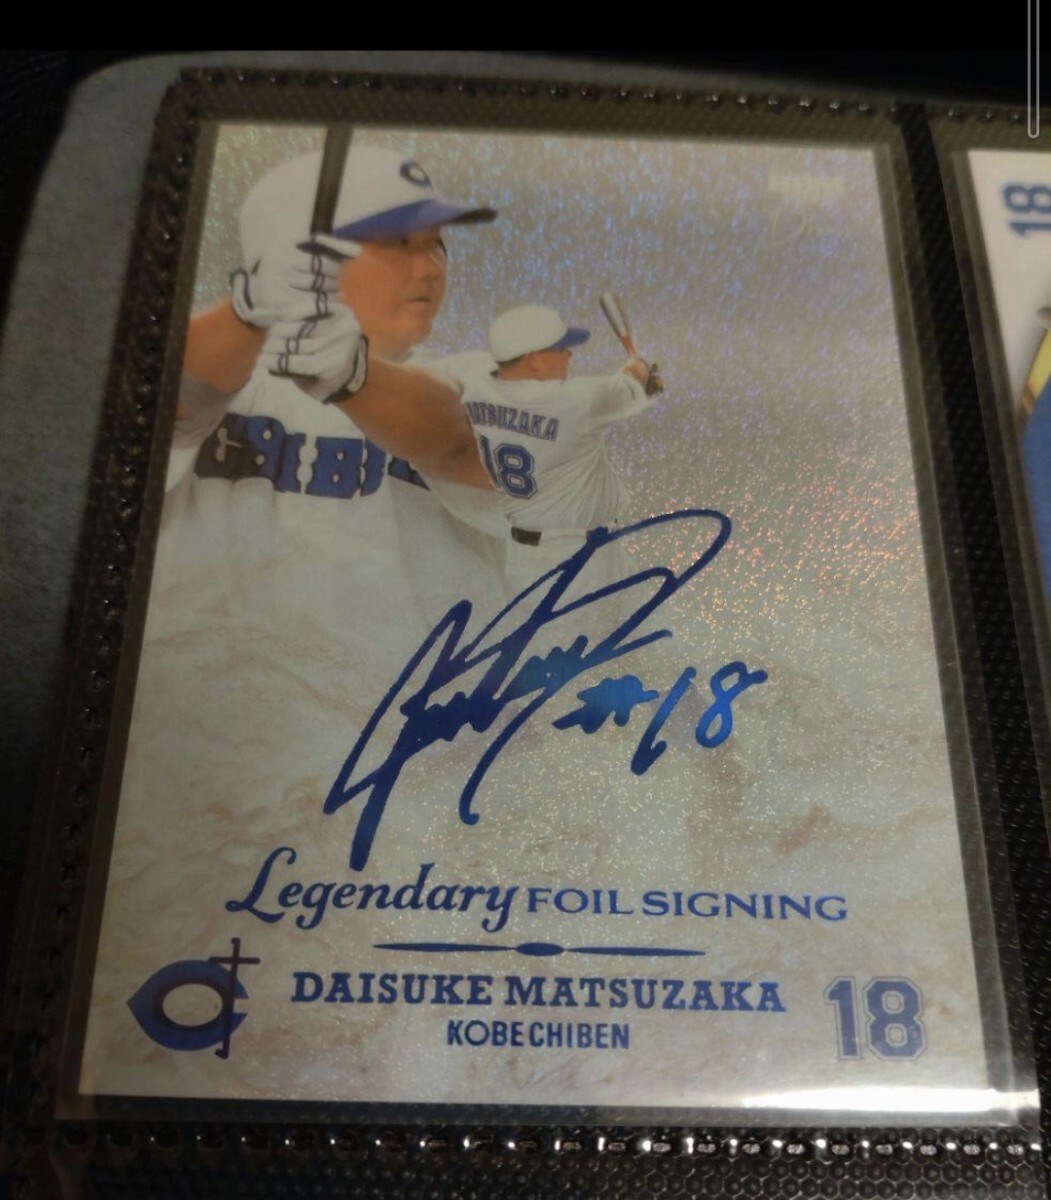 MATSUZAKA
18
#18
Legendary FOIL SIGNING
DAISUKE MATSUZAKA
KOBECHIBEN
18
18